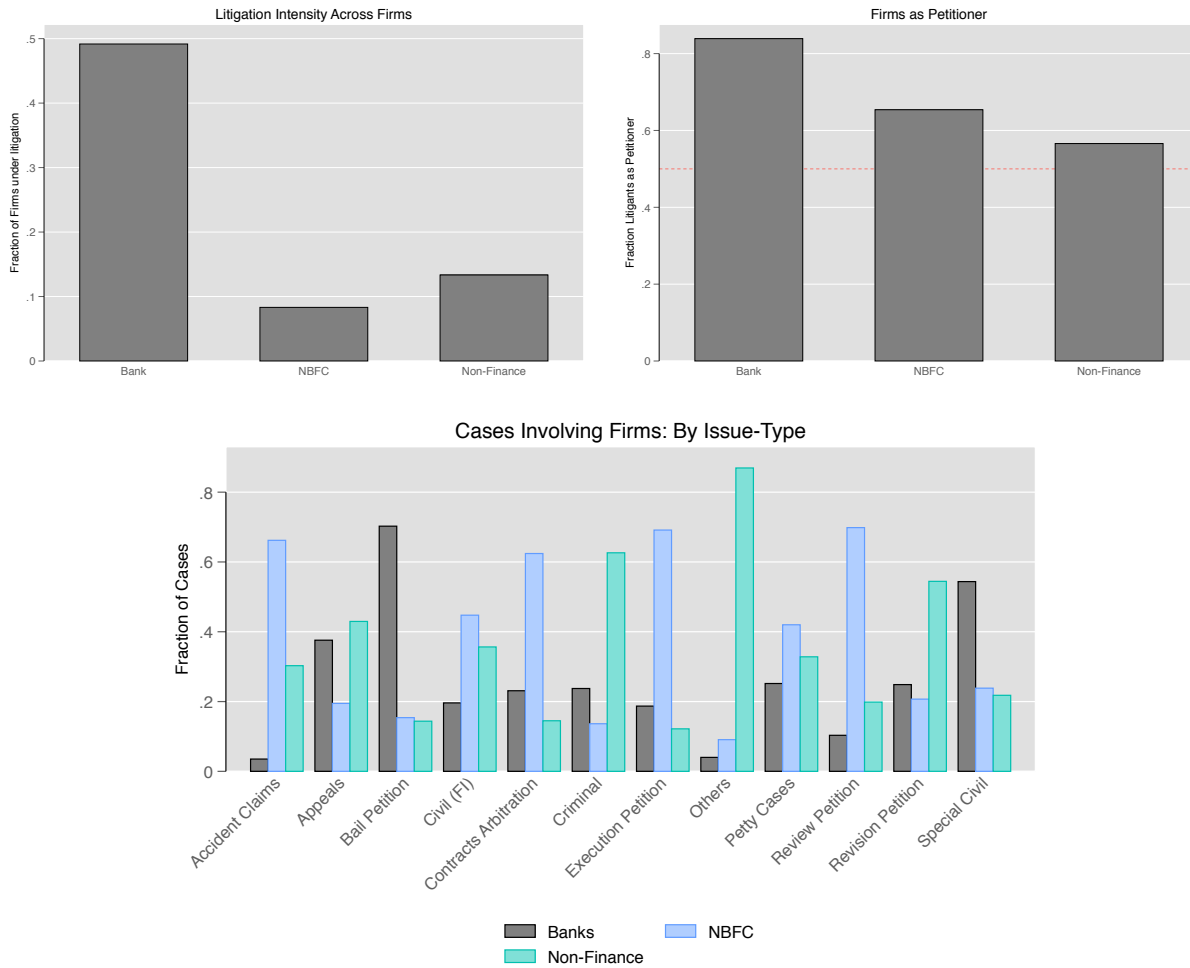 Litigation Intensity Across Firms
Fraction of Firms under litigation
.5
.4
.3
.2
.1
0
Bank NBFC Non-Finance
Firms as Petitioner
Fraction Litigants as Petitioner
.8
.6
.4
.2
0
Bank NBFC Non-Finance
Cases Involving Firms: By Issue-Type
Fraction of Cases
.8
.6
.4
.2
0
Accident Claims
Appeals
Bail Petition
Civil (FI)
Contracts Arbitration
Criminal
Execution Petition
Others
Petty Cases
Review Petition
Revision Petition
Special Civil
Banks NBFC
Non-Finance